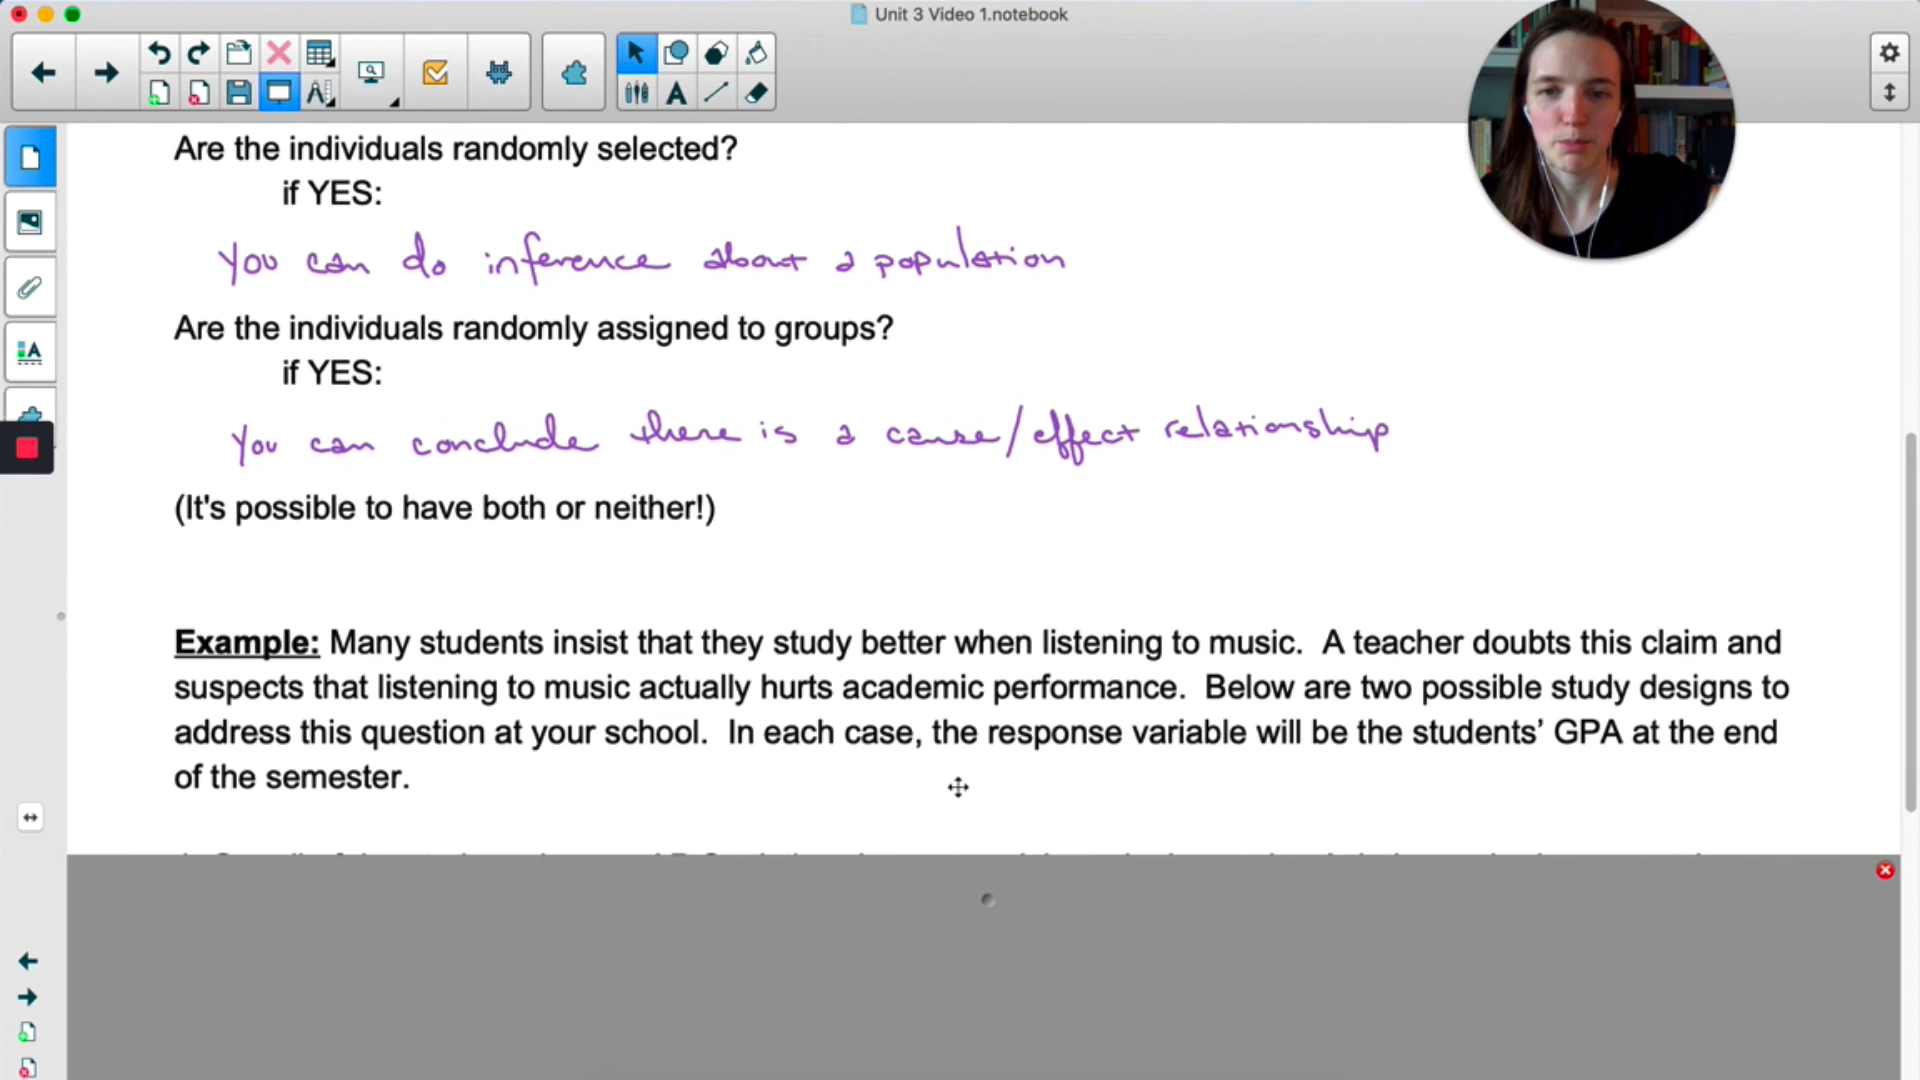 Unit 3 Video 1.notebook
Are the individuals randomly selected?
if YES:
You can do inference about a population
Are the individuals randomly assigned to groups?
if YES:
You can conclude there is a cause/effect relationship
(It's possible to have both or neither!)
Example: Many students insist that they study better when listening to music.  A teacher doubts this claim and
suspects that listening to music actually hurts academic performance.  Below are two possible study designs to
address this question at your school.  In each case, the response variable will be the students’ GPA at the end
of the semester.